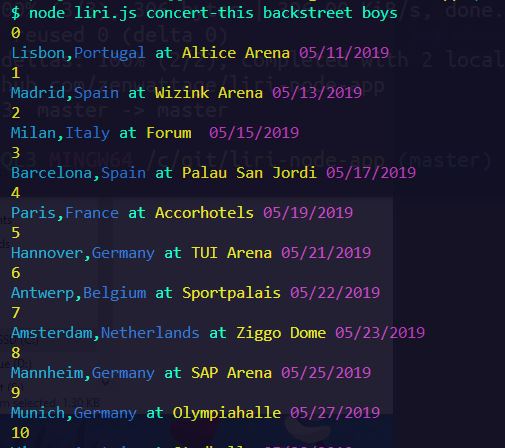 $ node liri.js concert-this backstreet boys
0
Lisbon,Portugal at Altice Arena 05/11/2019
1
Madrid,Spain at Wizink Arena 05/13/2019
2
Milan,Italy at Forum  05/15/2019
3
Barcelona,Spain at Palau San Jordi 05/17/2019
4
Paris,France at Accorhotels 05/19/2019
5
Hannover,Germany at TUI Arena 05/21/2019
6
Antwerp,Belgium at Sportpalais 05/22/2019
7
Amsterdam,Netherlands at Ziggo Dome 05/23/2019
8
Mannheim,Germany at SAP Arena 05/25/2019
9
Munich,Germany at Olympiahalle 05/27/2019
10